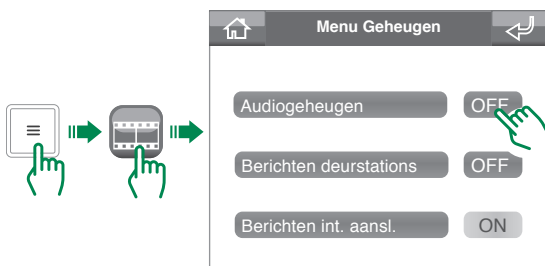 Menu Geheugen
Audiogeheugen OFF
Berichten deurstations OFF
Berichten int. aansl. ON